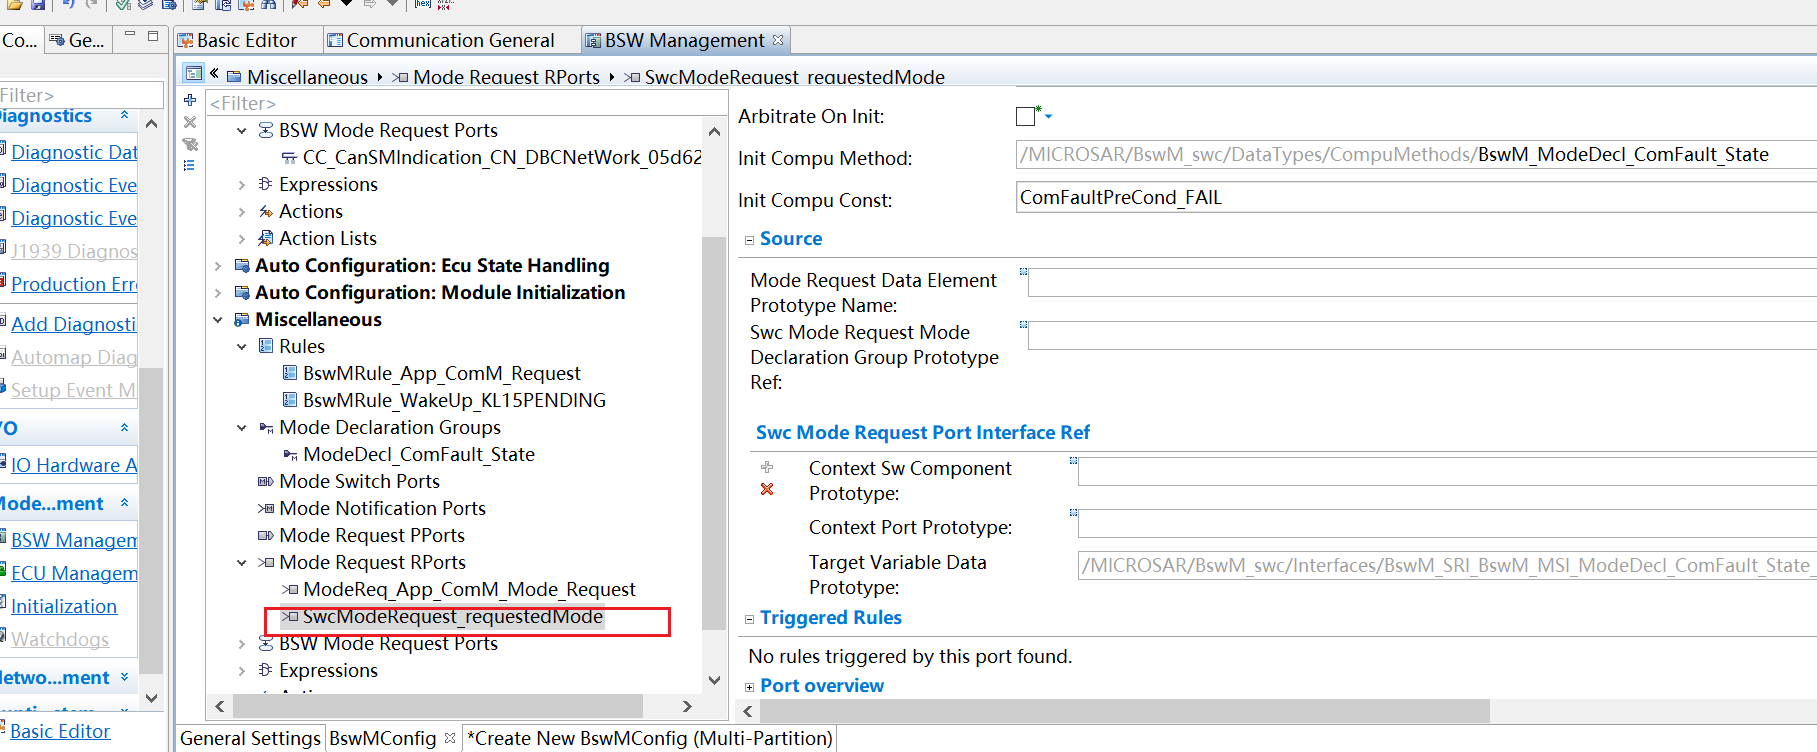 Co... Ge...
Basic Editor Communication General BSW Management
Miscellaneous Mode Request RPorts SwcModeRequest_requestedMode
Filter>
iagnostics
Diagnostic Dat
Diagnostic Eve
Diagnostic Eve
J1939 Diagnos
Production Err
Add Diagnosti
Automap Diag
Setup Event M
/O
IO Hardware A
Mode...ment
BSW Managem
ECU Managem
Initialization
Watchdogs
letwo...ment
Basic Editor
<Filter>
BSW Mode Request Ports
CC_CanSMIndication_CN_DBCNetWork_05d62
Expressions
Actions
Action Lists
Auto Configuration: Ecu State Handling
Auto Configuration: Module Initialization
Miscellaneous
Rules
BswMRule_App_ComM_Request
BswMRule_WakeUp_KL15PENDING
Mode Declaration Groups
ModeDecl_ComFault_State
Mode Switch Ports
Mode Notification Ports
Mode Request PPorts
Mode Request RPorts
ModeReq_App_ComM_Mode_Request
SwcModeRequest_requestedMode
BSW Mode Request Ports
Expressions
Arbitrate On Init:
Init Compu Method: /MICROSAR/BswM_swc/DataTypes/CompuMethods/BswM_ModeDecl_ComFault_State
Init Compu Const: ComFaultPreCond_FAIL
Source
Mode Request Data Element
Prototype Name:
Swc Mode Request Mode
Declaration Group Prototype
Ref:
Swc Mode Request Port Interface Ref
Context Sw Component
Prototype:
Context Port Prototype:
Target Variable Data
Prototype:
/MICROSAR/BswM_swc/Interfaces/BswM_SRI_BswM_MSI_ModeDecl_ComFault_State_
Triggered Rules
No rules triggered by this port found.
Port overview
General Settings BswMConfig *Create New BswMConfig (Multi-Partition)